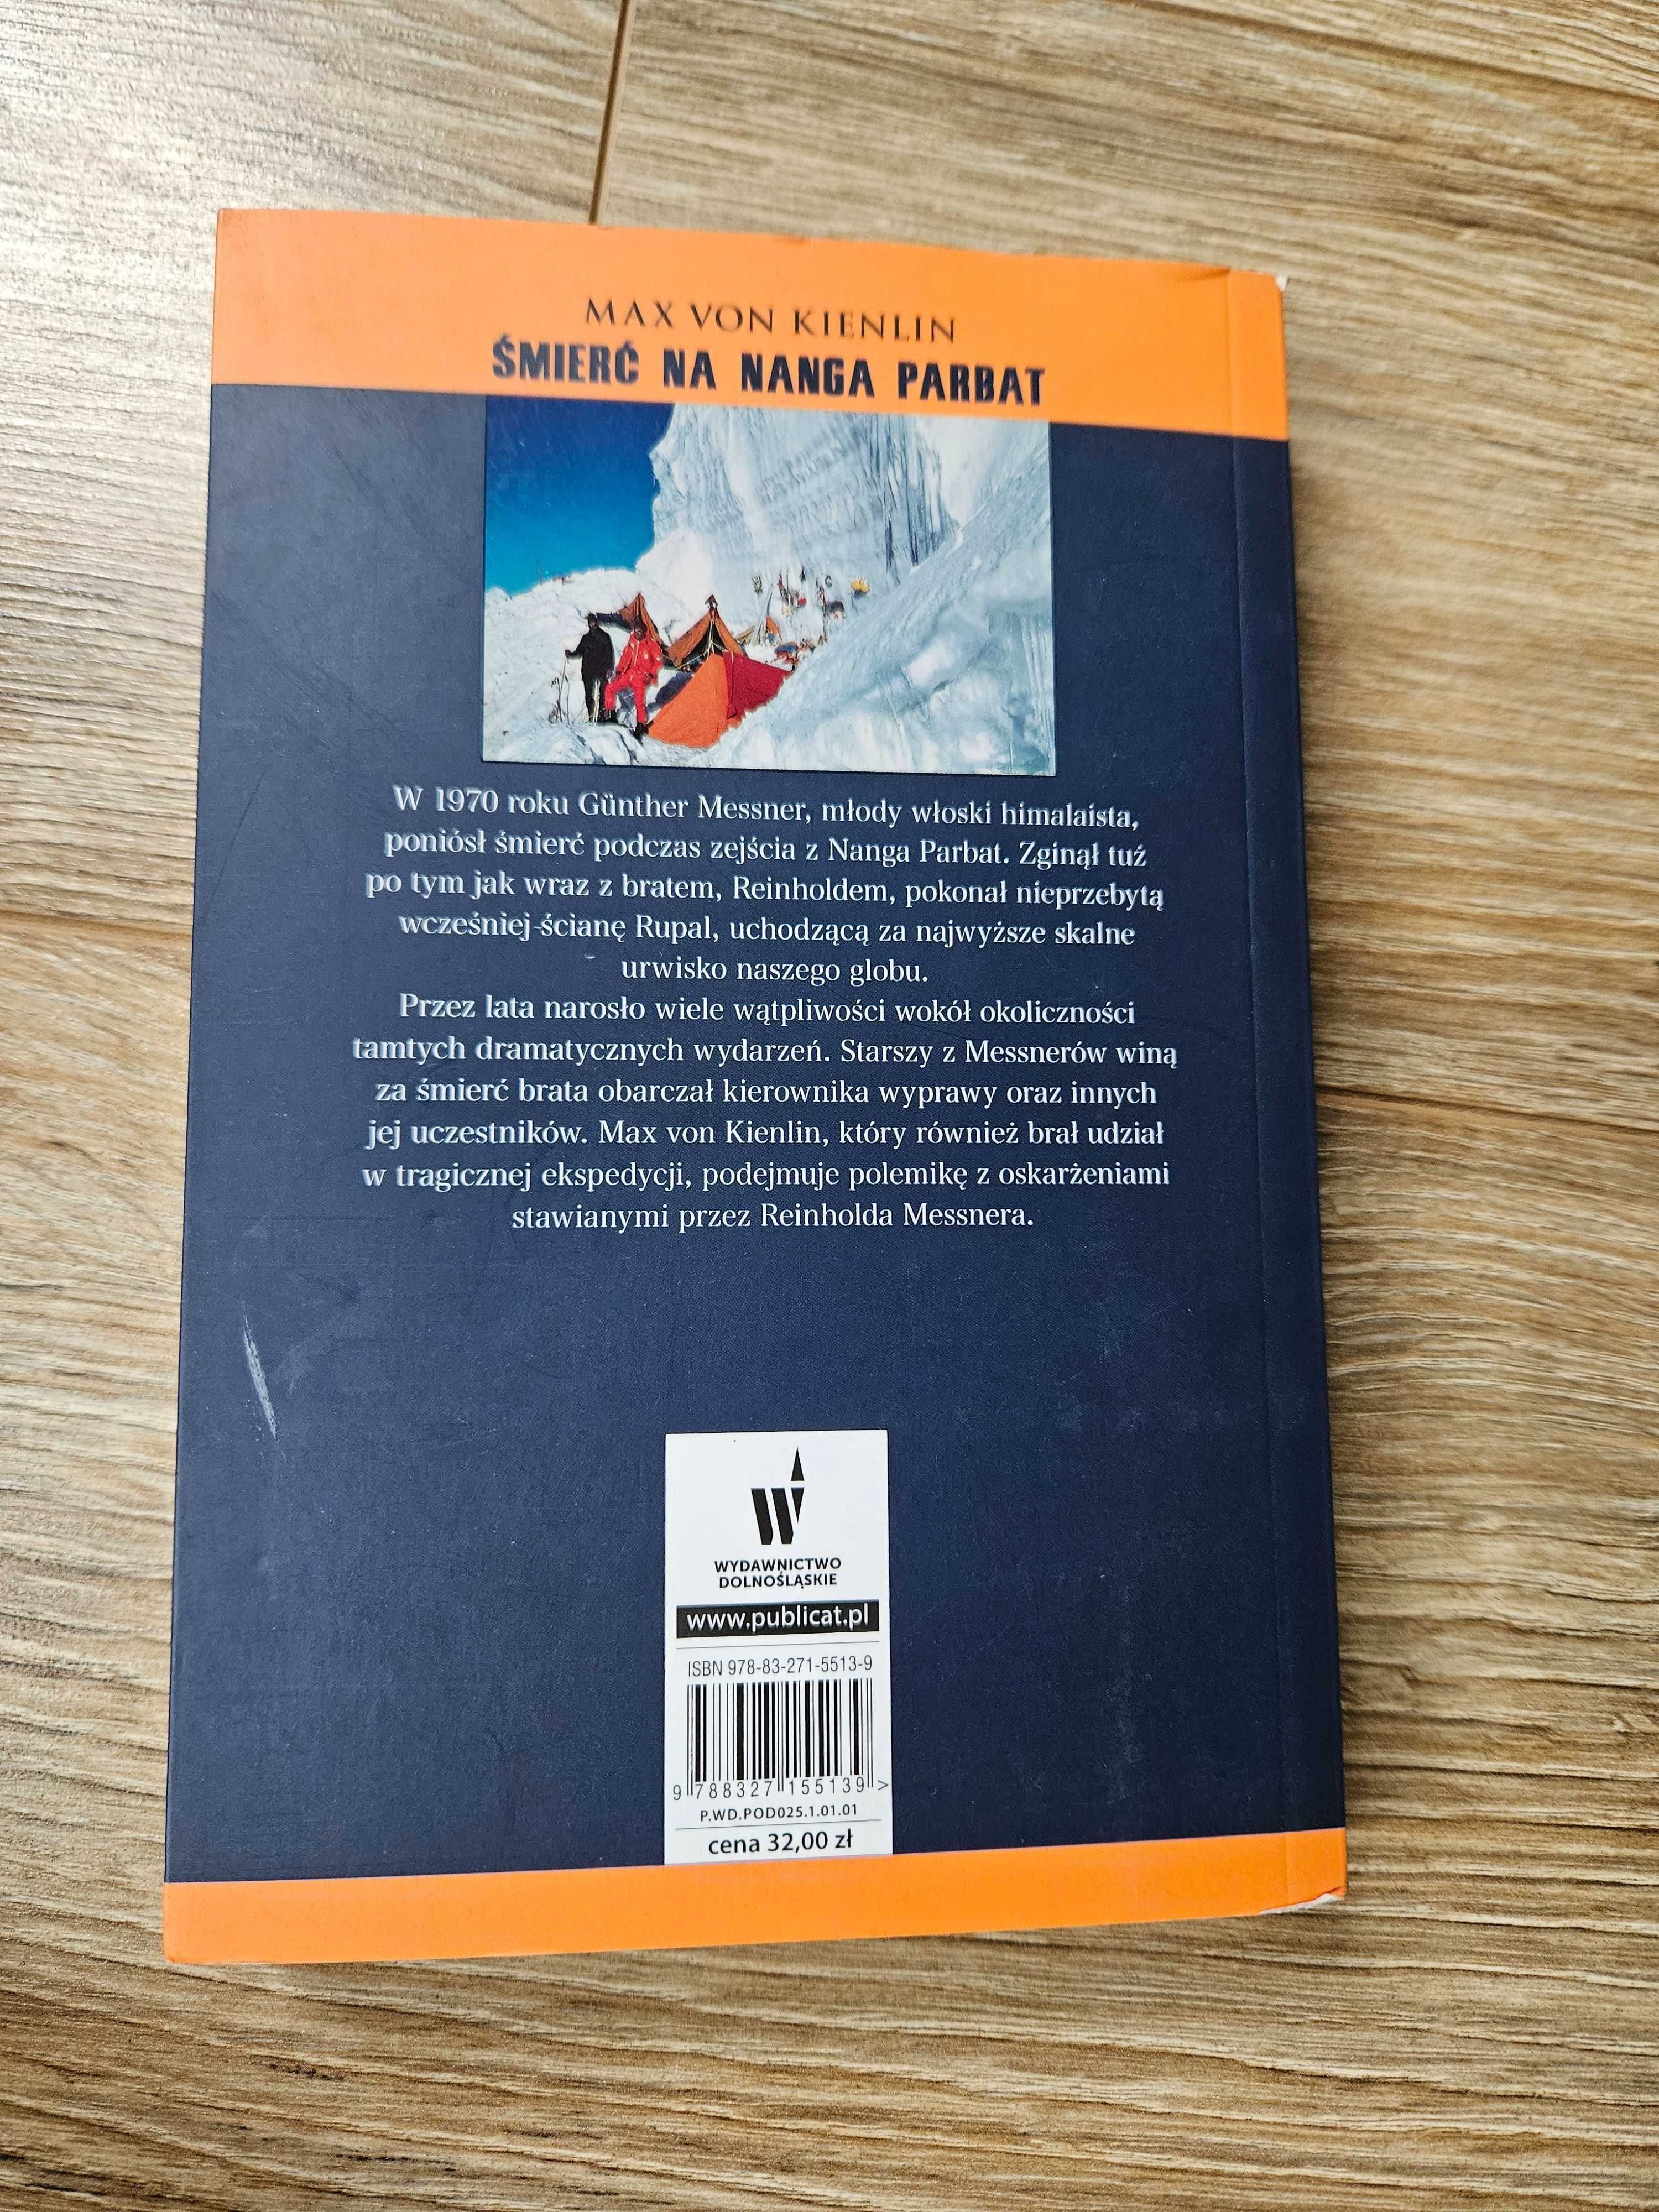 MAX VON KIENLIN
ŚMIERĆ NA NANGA PARBAT
W 1970 roku Günther Messner, młody włoski himalaista,
poniósł śmierć podczas zejścia z Nanga Parbat. Zginął tuż
po tym jak wraz z bratem, Reinholdem, pokonał nieprzebytą
wcześniej ścianę Rupal, uchodzącą za najwyższe skalne
urwisko naszego globu.
Przez lata narosło wiele wątpliwości wokół okoliczności
tamtych dramatycznych wydarzeń. Starszy z Messnerów winą
za śmierć brata obarczał kierownika wyprawy oraz innych
jej uczestników. Max von Kienlin, który również brał udział
w tragicznej ekspedycji, podejmuje polemikę z oskarżeniami
stawianymi przez Reinholda Messnera.
W
WYDAWNICTWO
DOLNOŚLĄSKIE
www.publicat.pl
ISBN 978-83-271-5513-9
9 788327 155139 >
P.WD.POD025.1.01.01
cena 32,00 zł